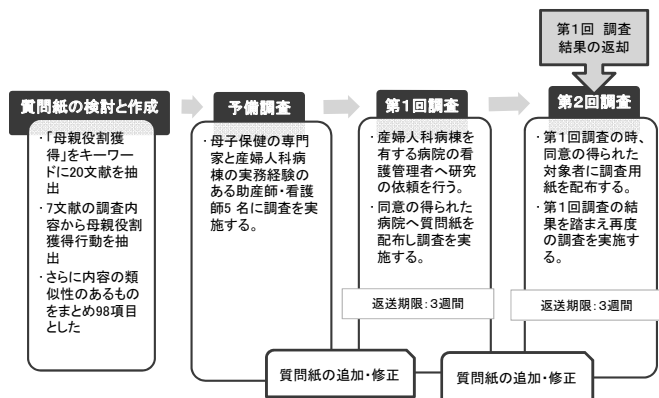 第1回 調査
結果の返却
質問紙の検討と作成
・「母親役割獲
得」をキーワー
ドに20文献を抽
出
・7文献の調査内
容から母親役割
獲得行動を抽
出
・さらに内容の類
似性のあるもの
をまとめ98項目
とした
予備調査
・母子保健の専門
家と産婦人科病
棟の実務経験の
ある助産師・看護
師5 名に調査を実
施する。
第1回調査
・産婦人科病棟を
有する病院の看
護管理者へ研究
の依頼を行う。
・同意の得られた
病院へ質問紙を
配布し調査を実
施する。
返送期限:3週間
第2回調査
・第1回調査の時、
同意の得られた
対象者に調査用
紙を配布する。
・第1回調査の結
果を踏まえ再度
の調査を実施す
る。
返送期限:3週間
質問紙の追加・修正
質問紙の追加・修正